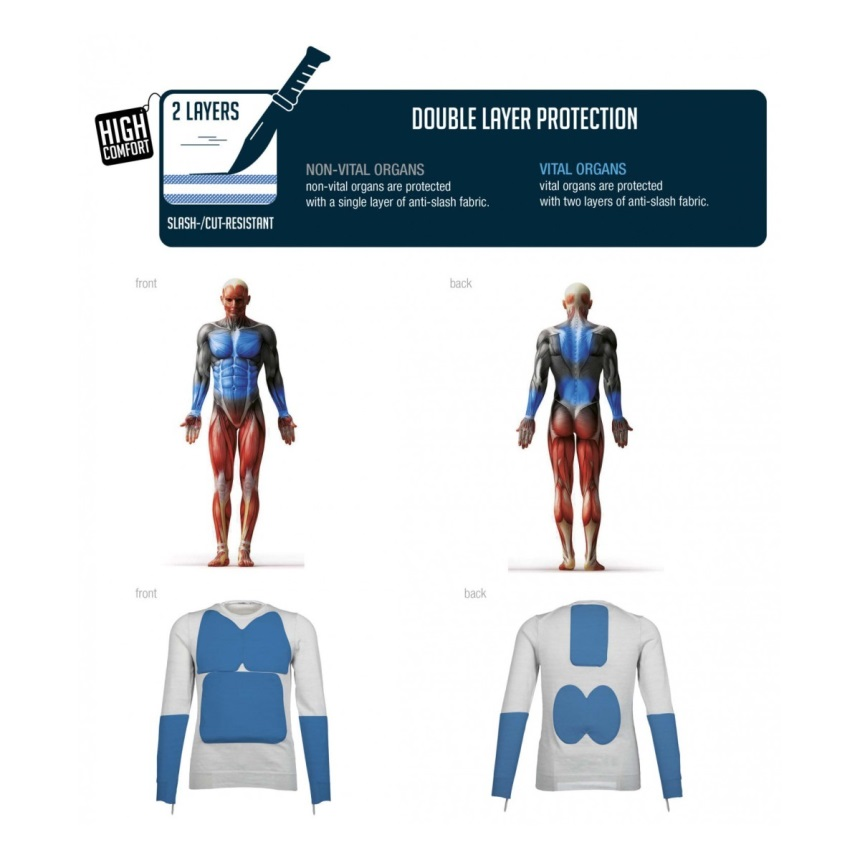 HIGH
COMFORT
2 LAYERS
SLASH-/CUT-RESISTANT
DOUBLE LAYER PROTECTION
NON-VITAL ORGANS
non-vital organs are protected
with a single layer of anti-slash fabric.
VITAL ORGANS
vital organs are protected
with two layers of anti-slash fabric.
front
back
front
back